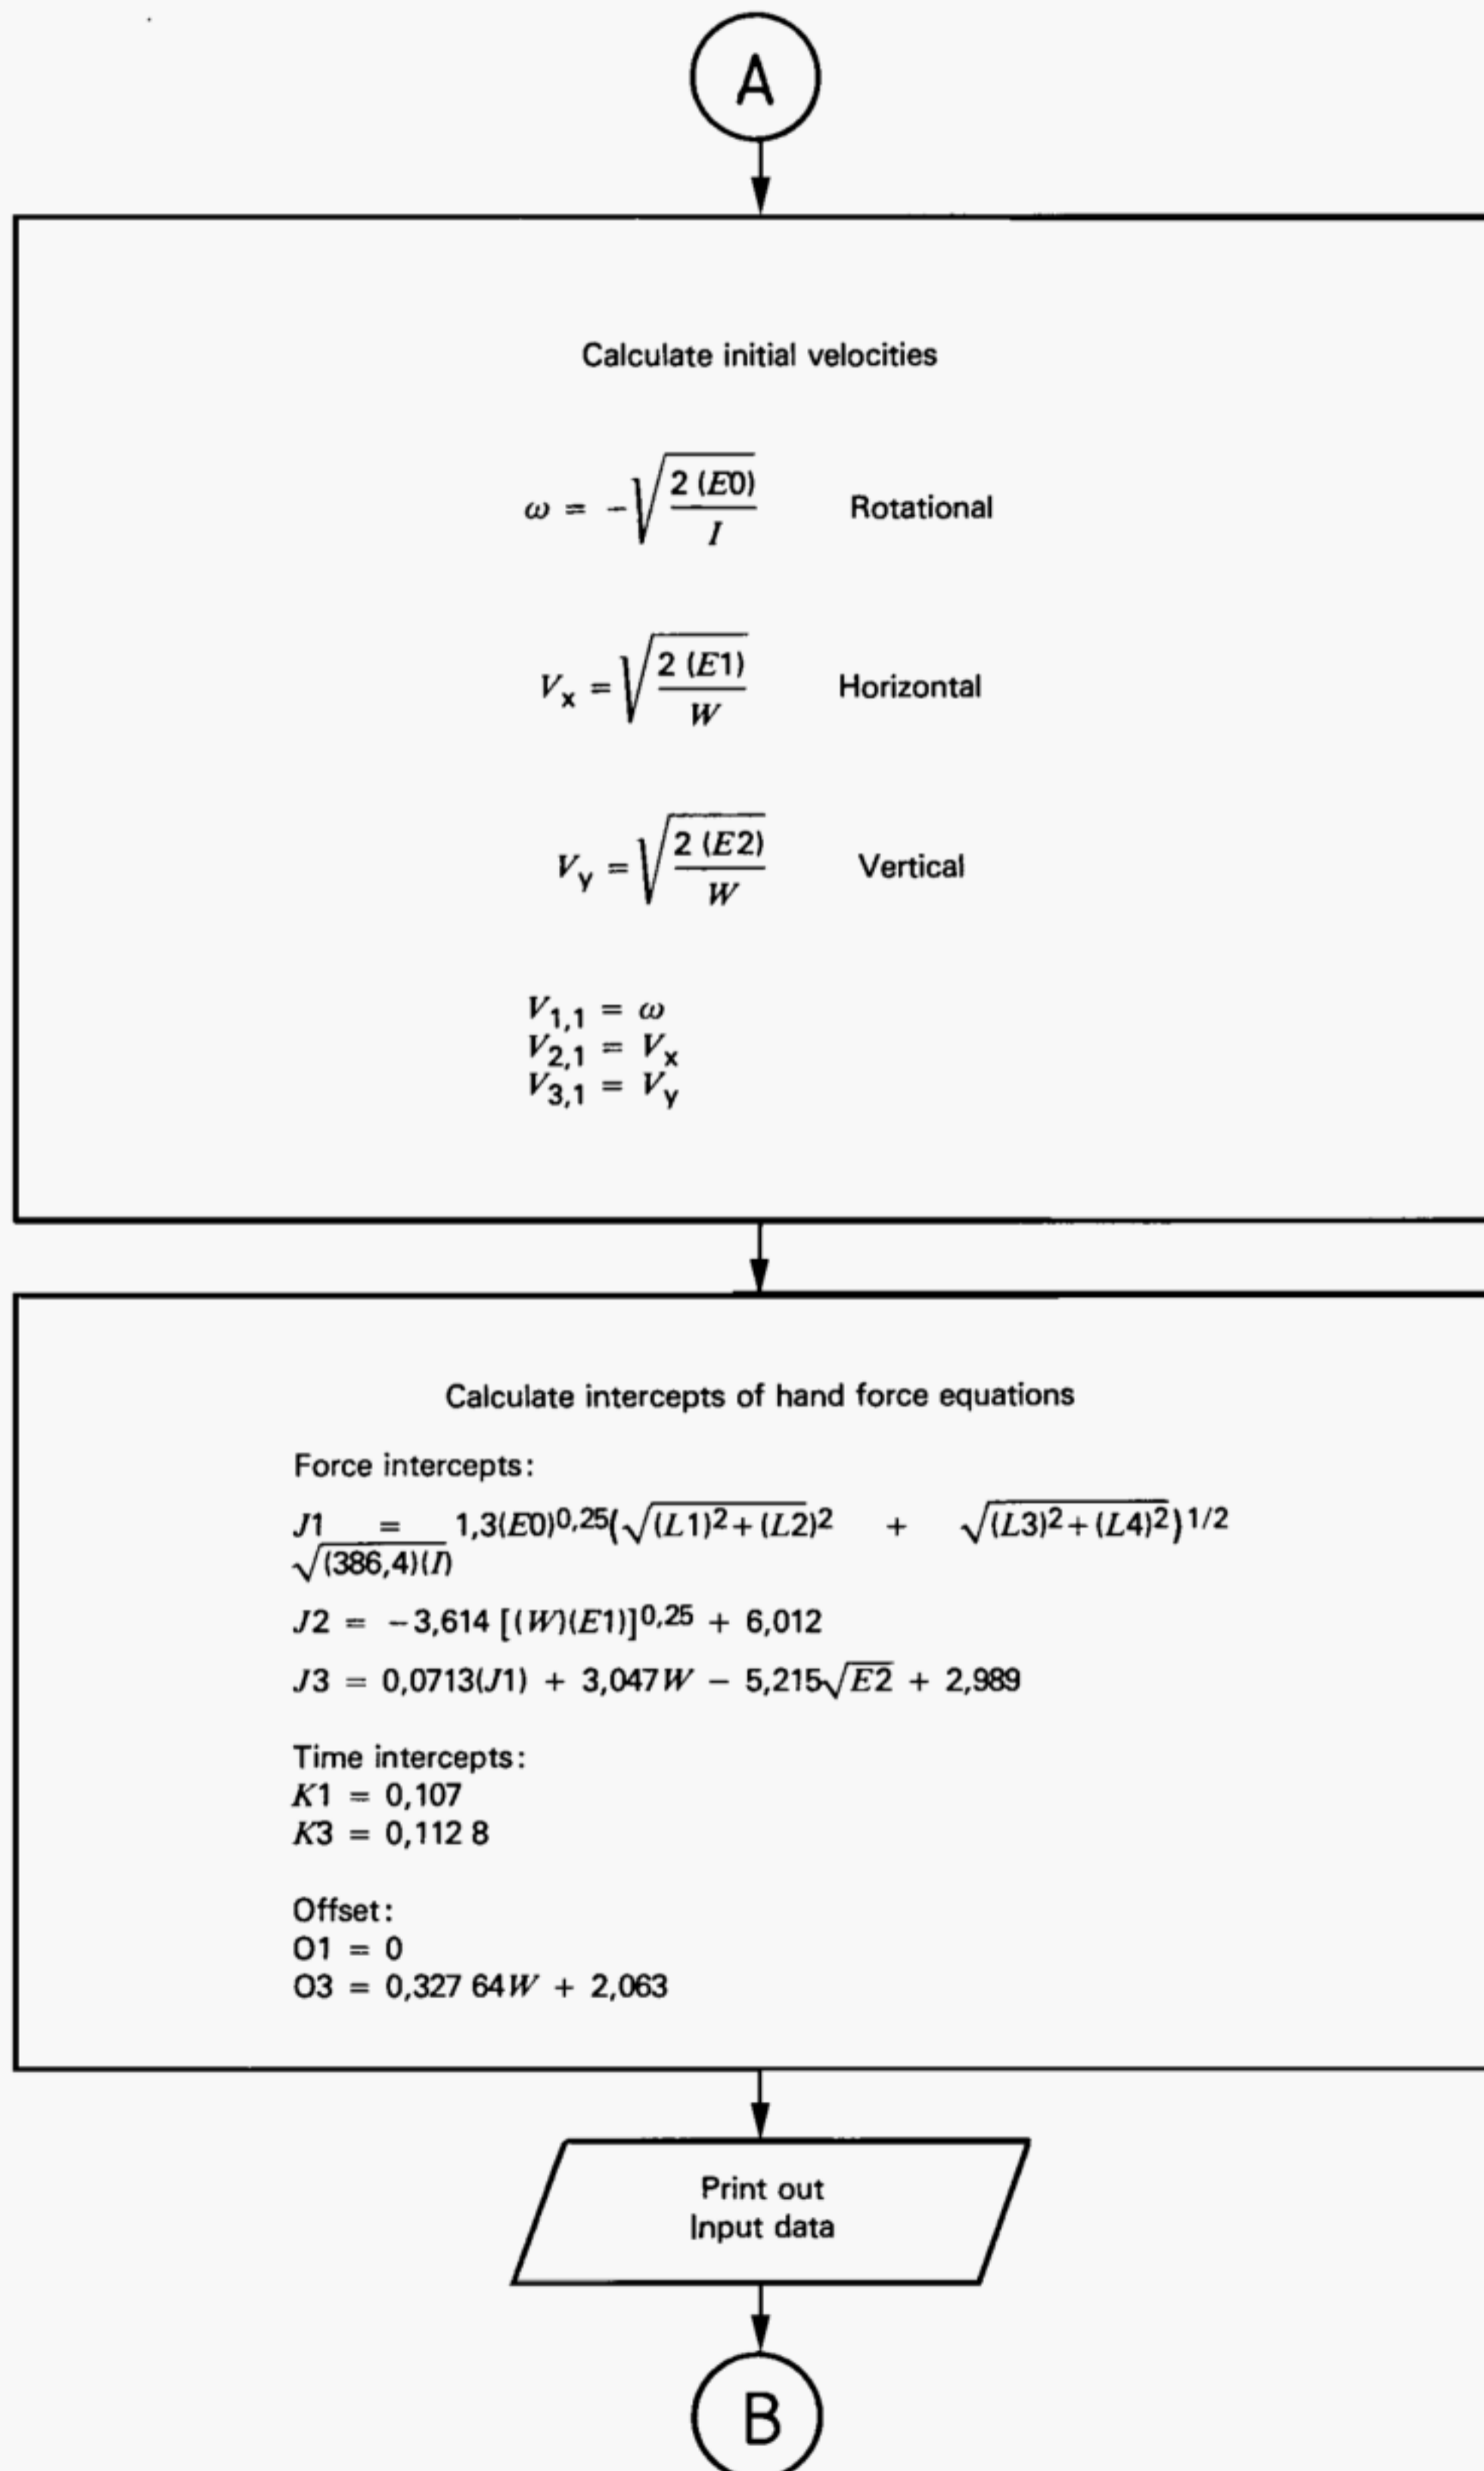 A
Calculate initial velocities
ω = −√(2 (E0) / I) Rotational
Vx = √(2 (E1) / W) Horizontal
Vy = √(2 (E2) / W) Vertical
V1,1 = ω
V2,1 = Vx
V3,1 = Vy
Calculate intercepts of hand force equations
Force intercepts:
J1 = 1,3(E0)^0,25(√(L1)²+(L2)² + √(L3)²+(L4)²)^1/2
√(386,4)(I)
J2 = −3,614 [(W)(E1)]^0,25 + 6,012
J3 = 0,0713(J1) + 3,047W − 5,215√E2 + 2,989
Time intercepts:
K1 = 0,107
K3 = 0,112 8
Offset:
O1 = 0
O3 = 0,327 64W + 2,063
Print out
Input data
B